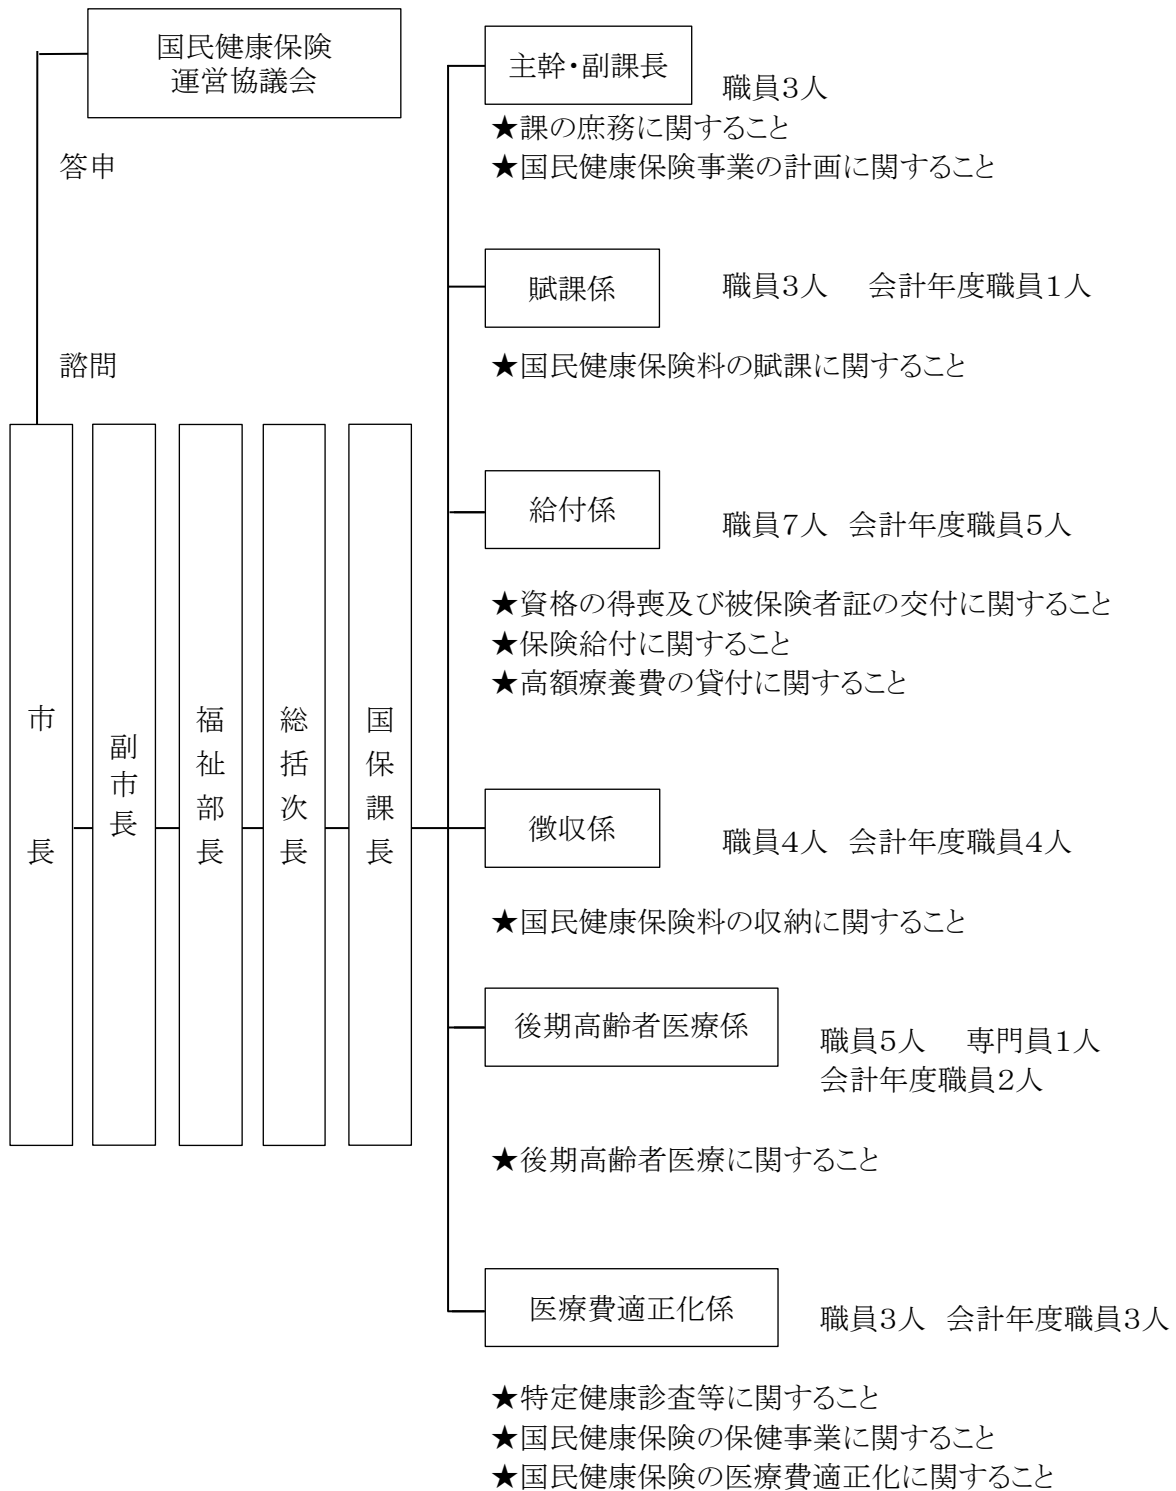 国民健康保険
運営協議会
答申
諮問
市長
副市長
福祉部長
総括次長
国保課長
主幹・副課長
職員3人
★課の庶務に関すること
★国民健康保険事業の計画に関すること
賦課係
職員3人 会計年度職員1人
★国民健康保険料の賦課に関すること
給付係
職員7人 会計年度職員5人
★資格の得喪及び被保険者証の交付に関すること
★保険給付に関すること
★高額療養費の貸付に関すること
徴収係
職員4人 会計年度職員4人
★国民健康保険料の収納に関すること
後期高齢者医療係
職員5人 専門員1人
会計年度職員2人
★後期高齢者医療に関すること
医療費適正化係
職員3人 会計年度職員3人
★特定健康診査等に関すること
★国民健康保険の保健事業に関すること
★国民健康保険の医療費適正化に関すること